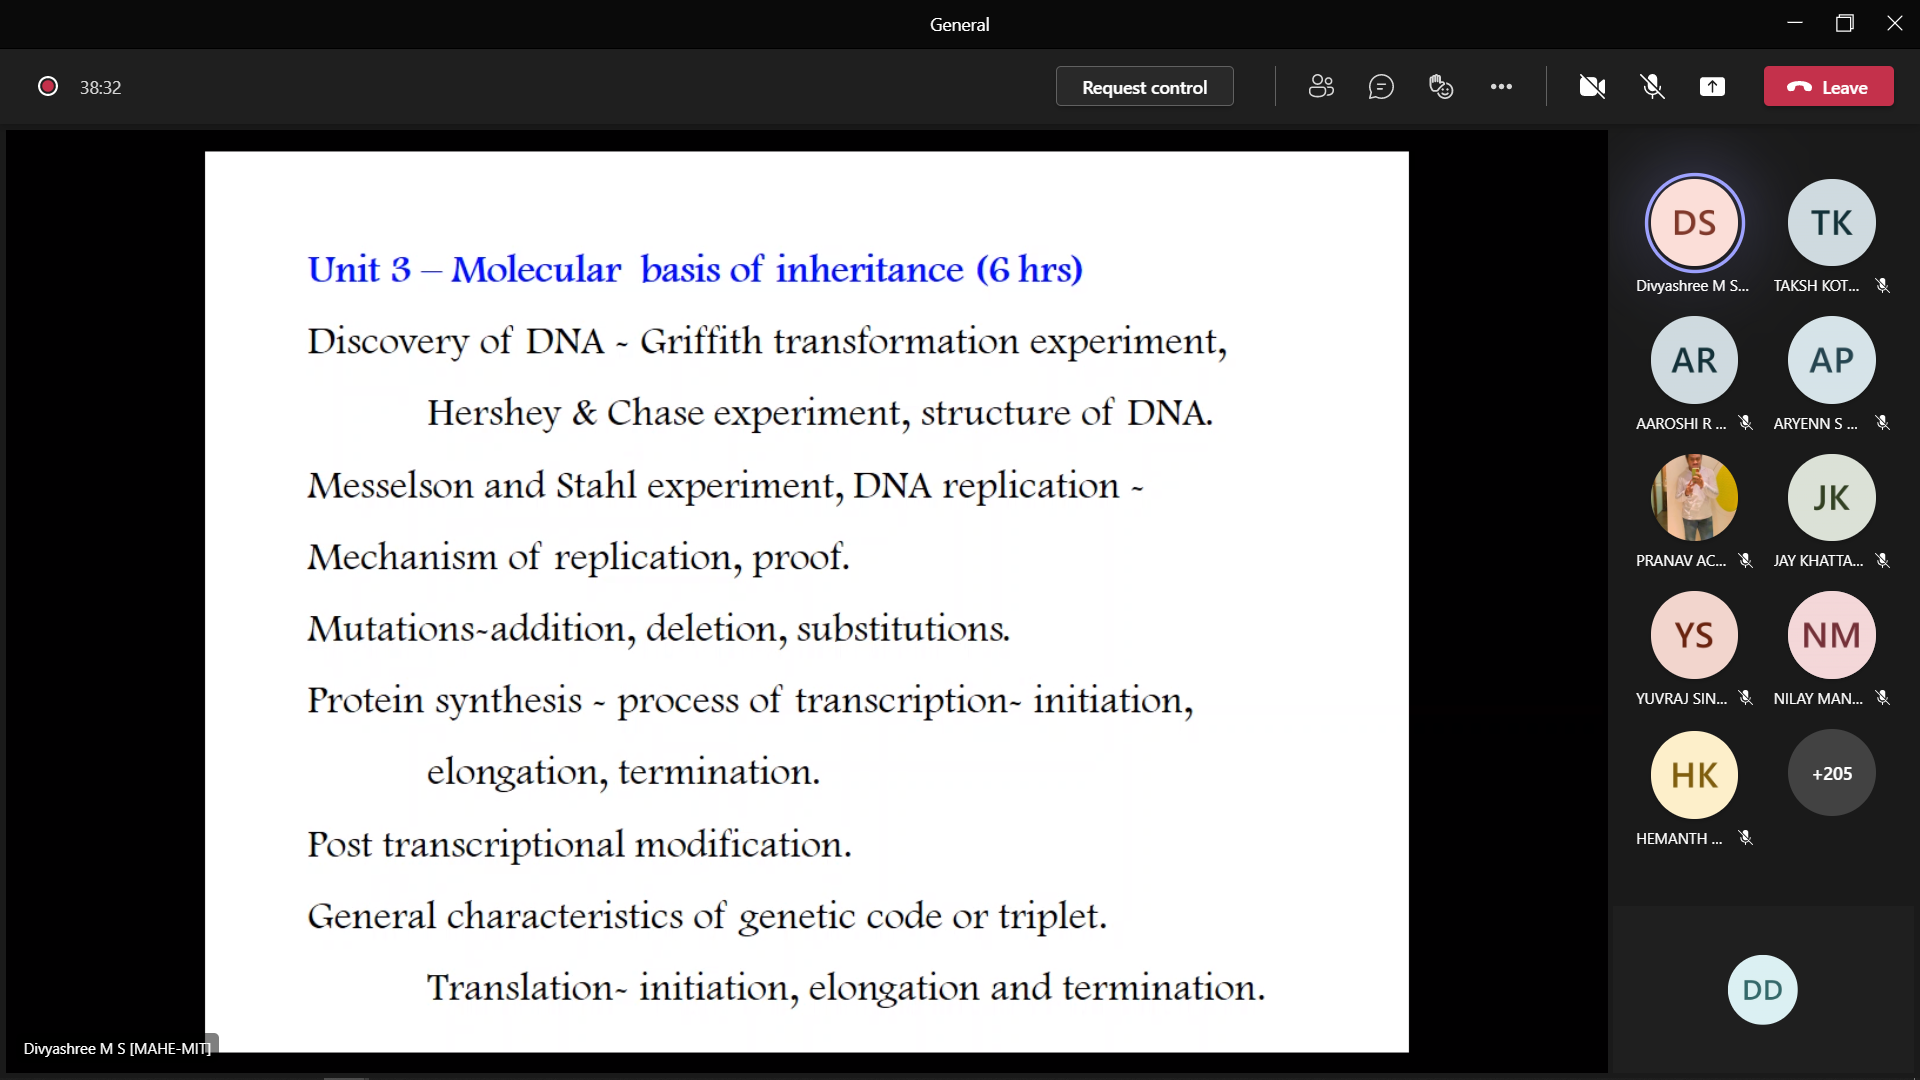 General
38:32
Request control
Leave
Unit 3 – Molecular basis of inheritance (6 hrs)
Discovery of DNA - Griffith transformation experiment,
Hershey & Chase experiment, structure of DNA.
Messelson and Stahl experiment, DNA replication -
Mechanism of replication, proof.
Mutations-addition, deletion, substitutions.
Protein synthesis - process of transcription- initiation,
elongation, termination.
Post transcriptional modification.
General characteristics of genetic code or triplet.
Translation- initiation, elongation and termination.
Divyashree M S [MAHE-MIT]
DS
TK
Divyashree M S...
TAKSH KOT...
AR
AP
AAROSHI R ...
ARYENN S ...
JK
PRANAV AC...
JAY KHATTA...
YS
NM
YUVRAJ SIN...
NILAY MAN...
HK
+205
HEMANTH ...
DD